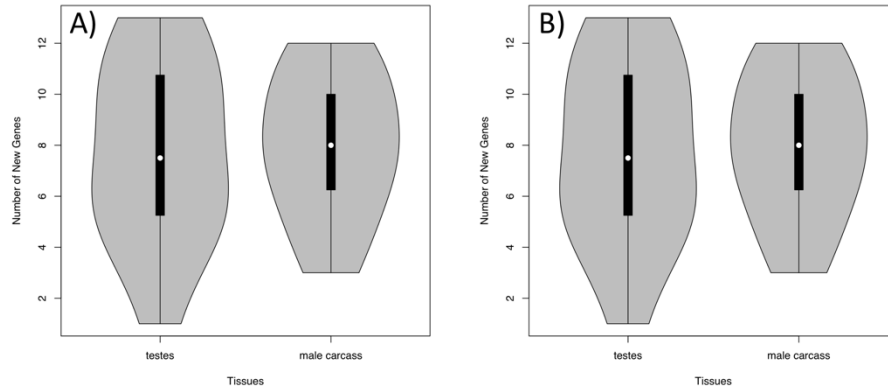 A)
Number of New Genes
12
10
8
6
4
2
testes male carcass
Tissues
B)
Number of New Genes
12
10
8
6
4
2
testes male carcass
Tissues